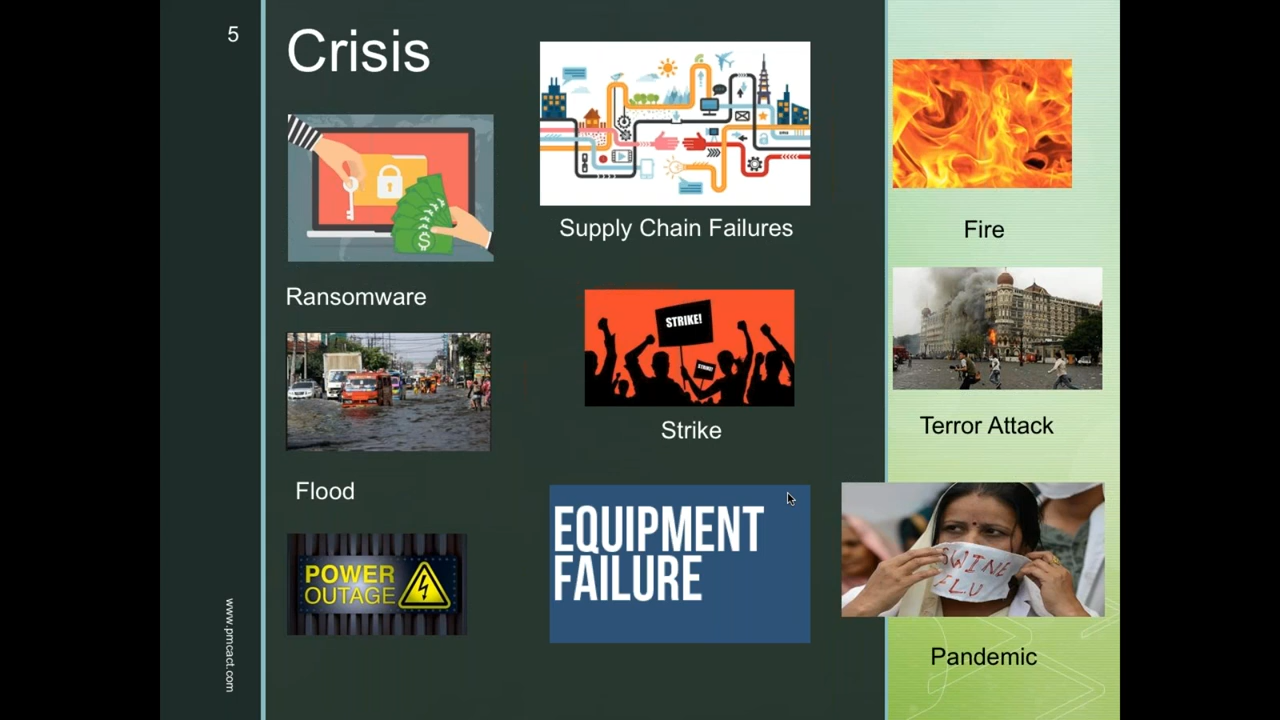 5
Crisis
Ransomware
Flood
POWER
OUTAGE
Supply Chain Failures
STRIKE!
STRIKE!
Strike
EQUIPMENT
FAILURE
Fire
Terror Attack
SWINE
FLU
Pandemic
www.pmcact.com